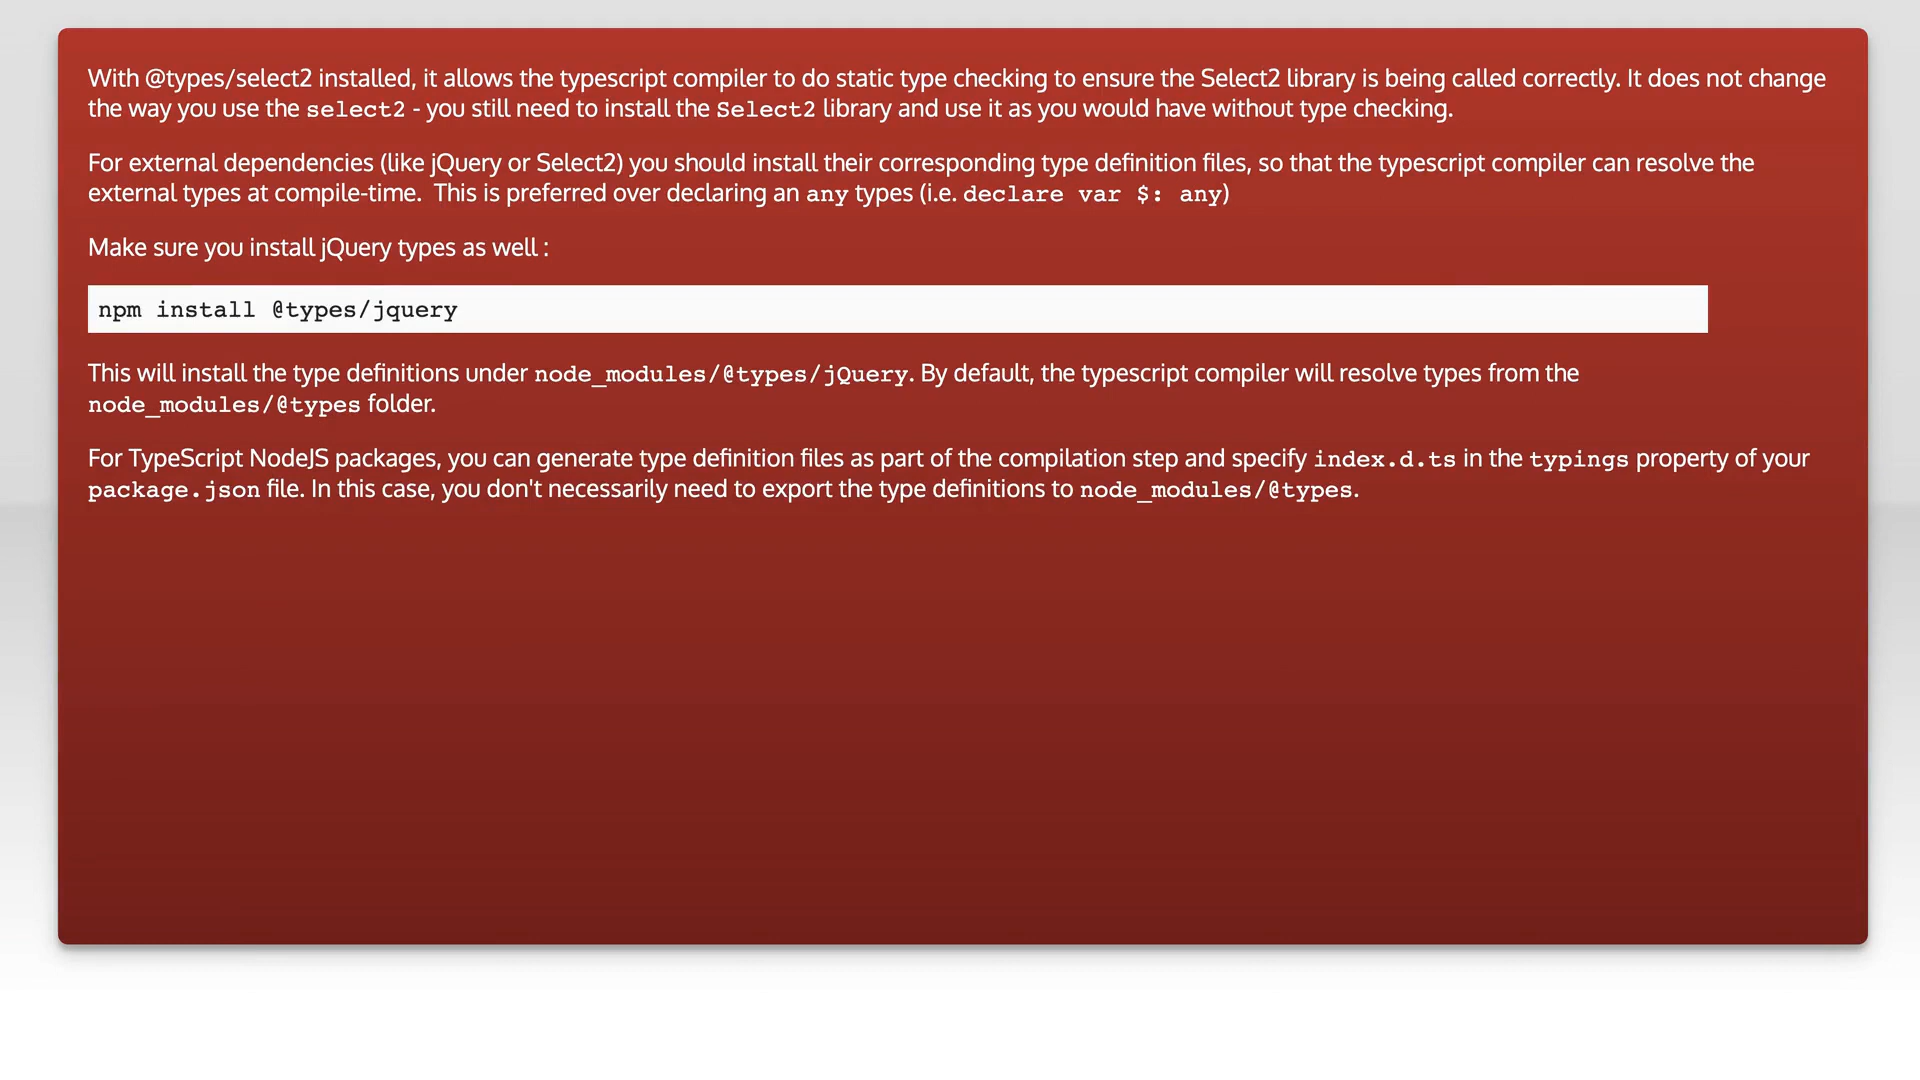 With @types/select2 installed, it allows the typescript compiler to do static type checking to ensure the Select2 library is being called correctly. It does not change
the way you use the select2 - you still need to install the Select2 library and use it as you would have without type checking.
For external dependencies (like jQuery or Select2) you should install their corresponding type definition files, so that the typescript compiler can resolve the
external types at compile-time.  This is preferred over declaring an any types (i.e. declare var $: any)
Make sure you install jQuery types as well :
npm install @types/jquery
This will install the type definitions under node_modules/@types/jQuery. By default, the typescript compiler will resolve types from the
node_modules/@types folder.
For TypeScript NodeJS packages, you can generate type definition files as part of the compilation step and specify index.d.ts in the typings property of your
package.json file. In this case, you don't necessarily need to export the type definitions to node_modules/@types.